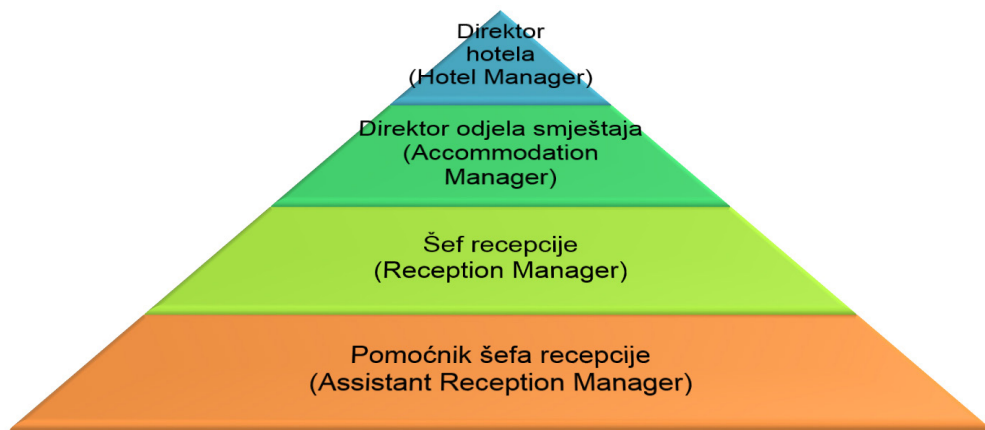 Direktor
hotela
(Hotel Manager)
Direktor odjela smještaja
(Accommodation
Manager)
Šef recepcije
(Reception Manager)
Pomoćnik šefa recepcije
(Assistant Reception Manager)